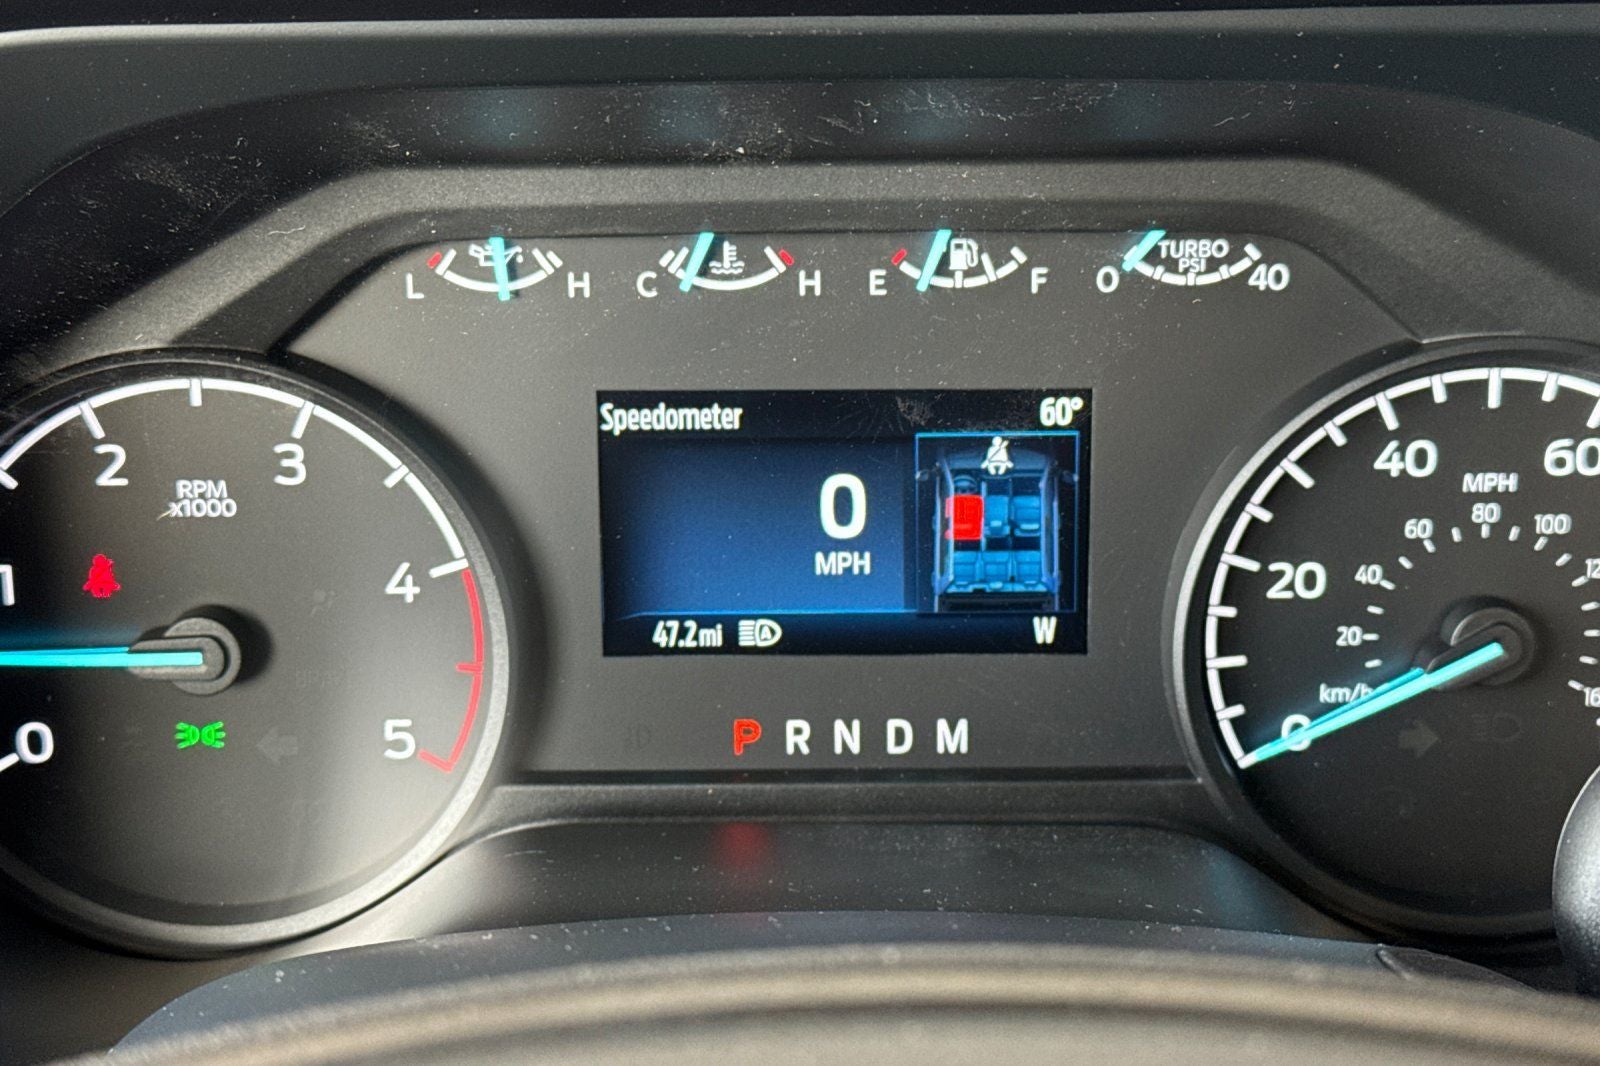 L H
C H
E F
0 TURBO PSI 40
Speedometer 60°
0
MPH
47.2mi A W
P R N D M
0 1 2 3 4 5
RPM
x1000
0 20 40 60
MPH
km/h 20 40 60 80 100